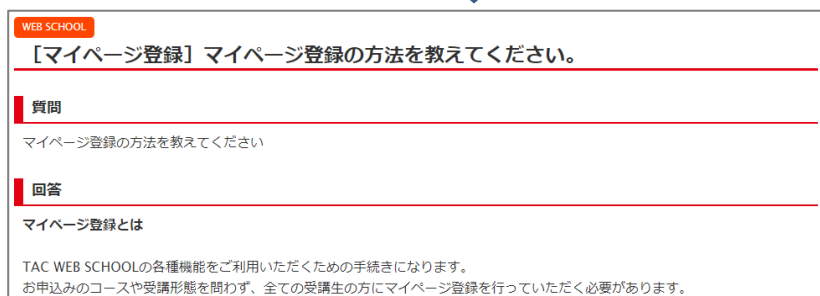 WEB SCHOOL
［マイページ登録］マイページ登録の方法を教えてください。
質問
マイページ登録の方法を教えてください
回答
マイページ登録とは
TAC WEB SCHOOLの各種機能をご利用いただくための手続きになります。
お申込みのコースや受講形態を問わず、全ての受講生の方にマイページ登録を行っていただく必要があります。